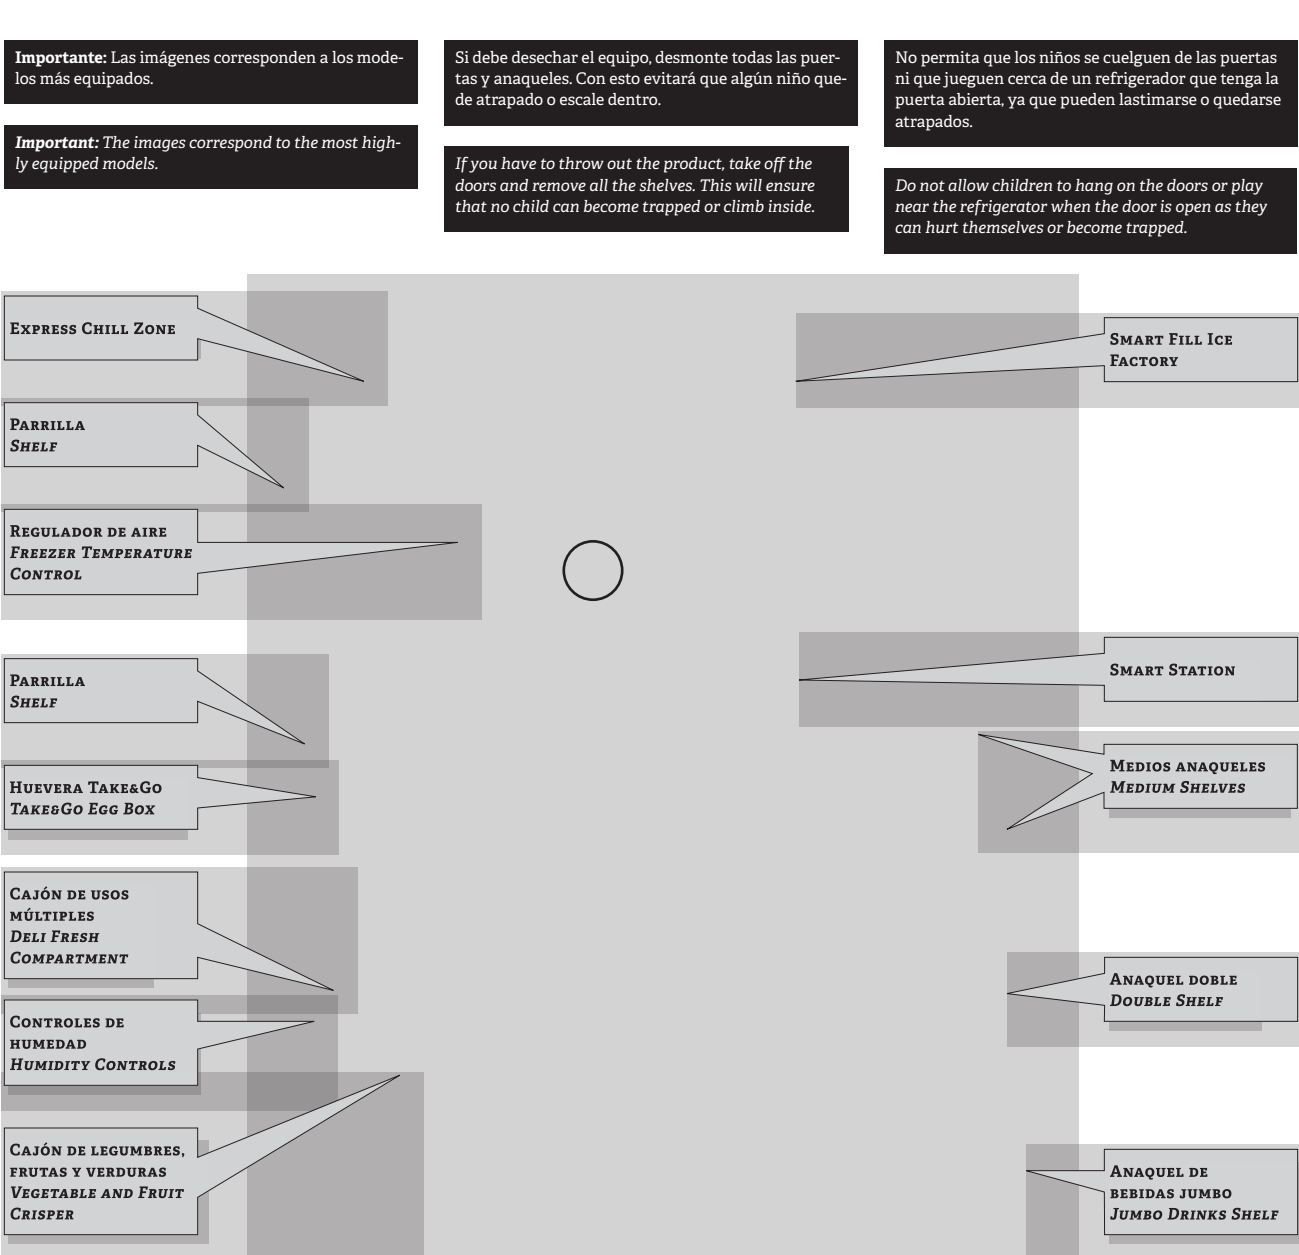 Importante: Las imágenes corresponden a los mode-
los más equipados.
Important: The images correspond to the most high-
ly equipped models.
Si debe desechar el equipo, desmonte todas las puer-
tas y anaqueles. Con esto evitará que algún niño que-
de atrapado o escale dentro.
If you have to throw out the product, take off the
doors and remove all the shelves. This will ensure
that no child can become trapped or climb inside.
No permita que los niños se cuelguen de las puertas
ni que jueguen cerca de un refrigerador que tenga la
puerta abierta, ya que pueden lastimarse o quedarse
atrapados.
Do not allow children to hang on the doors or play
near the refrigerator when the door is open as they
can hurt themselves or become trapped.
Express Chill Zone
Parrilla
Shelf
Regulador de aire
Freezer Temperature
Control
Parrilla
Shelf
Huevera Take&Go
Take&Go Egg Box
Cajón de usos
múltiples
Deli Fresh
Compartment
Controles de
humedad
Humidity Controls
Cajón de legumbres,
frutas y verduras
Vegetable and Fruit
Crisper
Smart Fill Ice
Factory
Smart Station
Medios anaqueles
Medium Shelves
Anaquel doble
Double Shelf
Anaquel de
bebidas jumbo
Jumbo Drinks Shelf